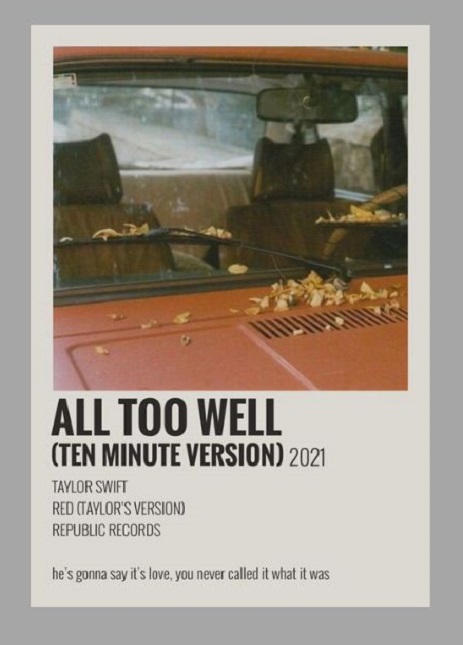 ALL TOO WELL
(TEN MINUTE VERSION) 2021
TAYLOR SWIFT
RED (TAYLOR'S VERSION)
REPUBLIC RECORDS
he's gonna say it's love, you never called it what it was